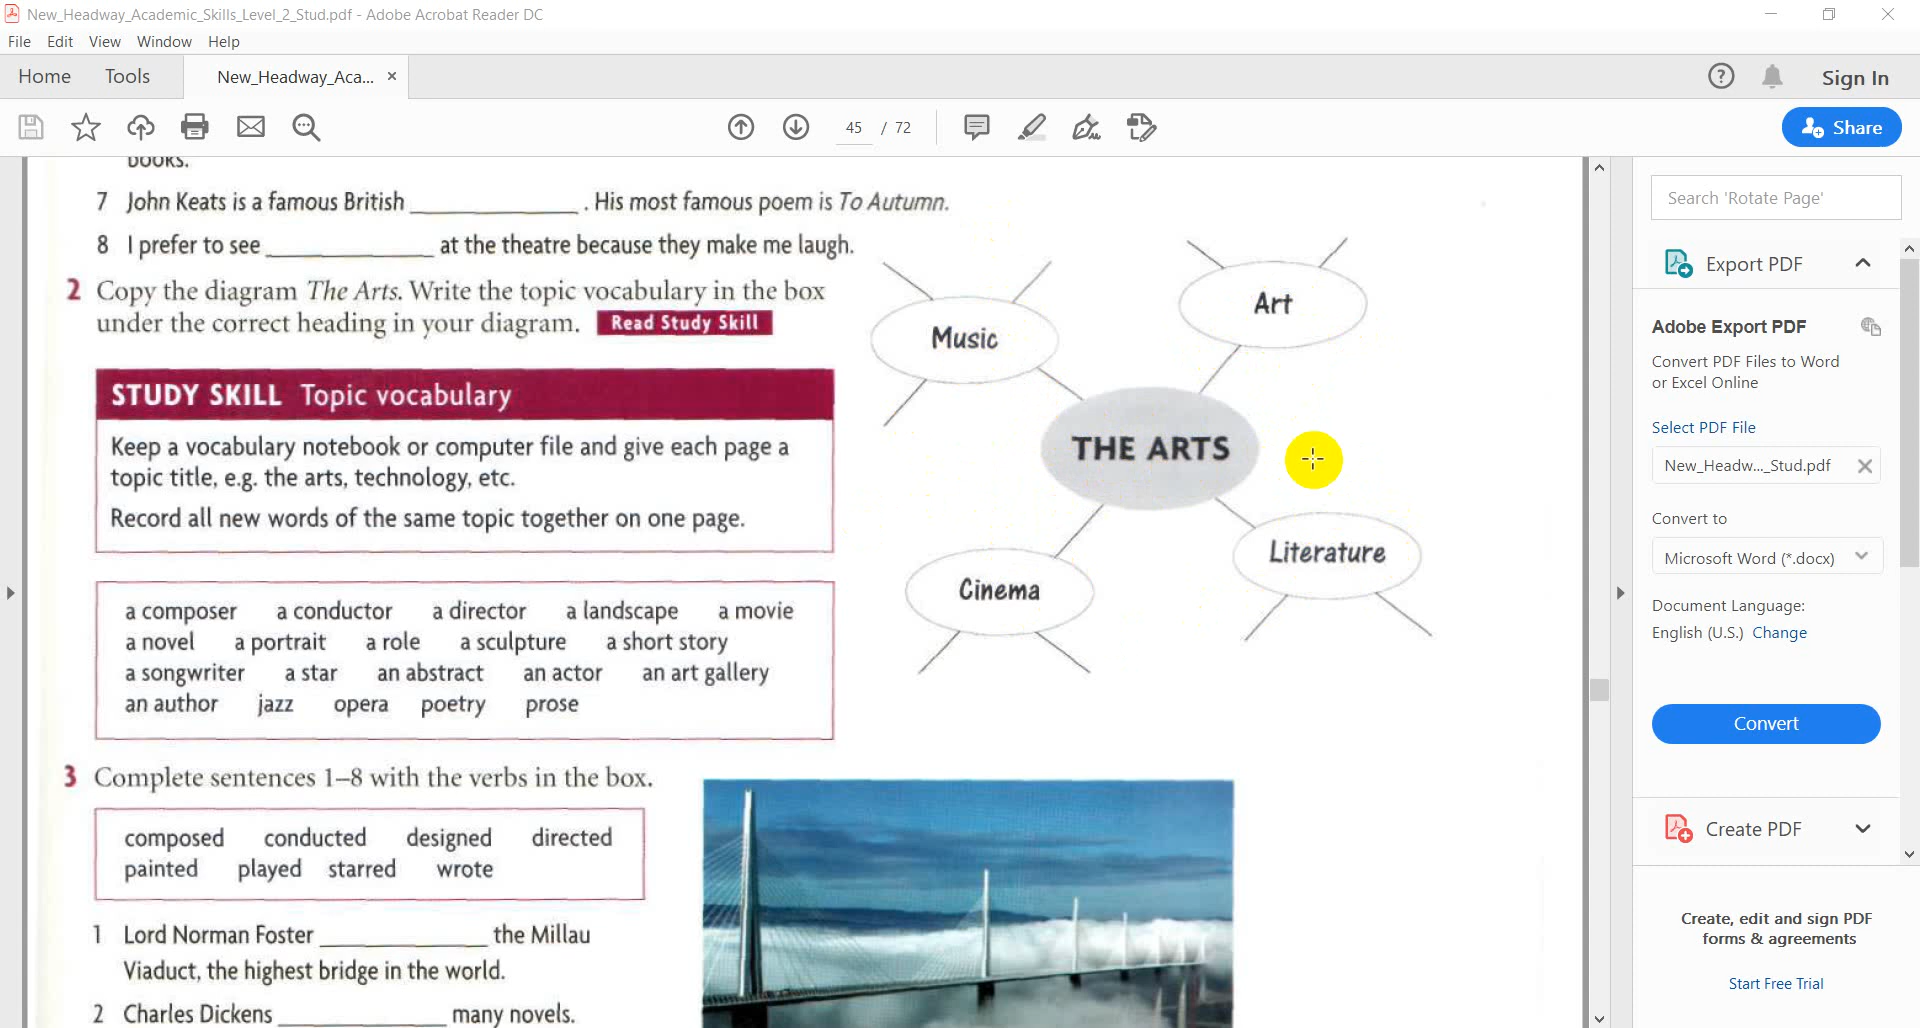 New_Headway_Academic_Skills_Level_2_Stud.pdf - Adobe Acrobat Reader DC
File Edit View Window Help
Home Tools New_Headway_Aca... × Sign In
45 / 72 Share
books.
7 John Keats is a famous British ____________ . His most famous poem is To Autumn.
8 I prefer to see ____________ at the theatre because they make me laugh.
2 Copy the diagram The Arts. Write the topic vocabulary in the box
under the correct heading in your diagram. Read Study Skill
STUDY SKILL Topic vocabulary
Keep a vocabulary notebook or computer file and give each page a
topic title, e.g. the arts, technology, etc.
Record all new words of the same topic together on one page.
a composer a conductor a director a landscape a movie
a novel a portrait a role a sculpture a short story
a songwriter a star an abstract an actor an art gallery
an author jazz opera poetry prose
Music
Art
THE ARTS
Cinema
Literature
3 Complete sentences 1–8 with the verbs in the box.
composed conducted designed directed
painted played starred wrote
1 Lord Norman Foster ____________ the Millau
Viaduct, the highest bridge in the world.
2 Charles Dickens ____________ many novels.
Search 'Rotate Page'
Export PDF
Adobe Export PDF
Convert PDF Files to Word
or Excel Online
Select PDF File
New_Headw..._Stud.pdf
Convert to
Microsoft Word (*.docx)
Document Language:
English (U.S.) Change
Convert
Create PDF
Create, edit and sign PDF
forms & agreements
Start Free Trial